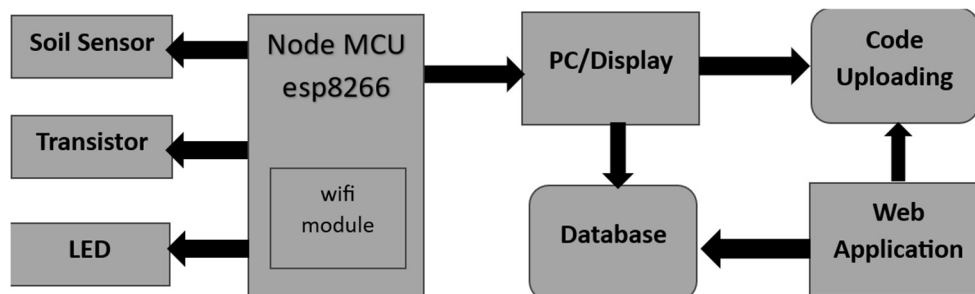 Soil Sensor
Transistor
LED
Node MCU
esp8266
wifi
module
PC/Display
Database
Code
Uploading
Web
Application